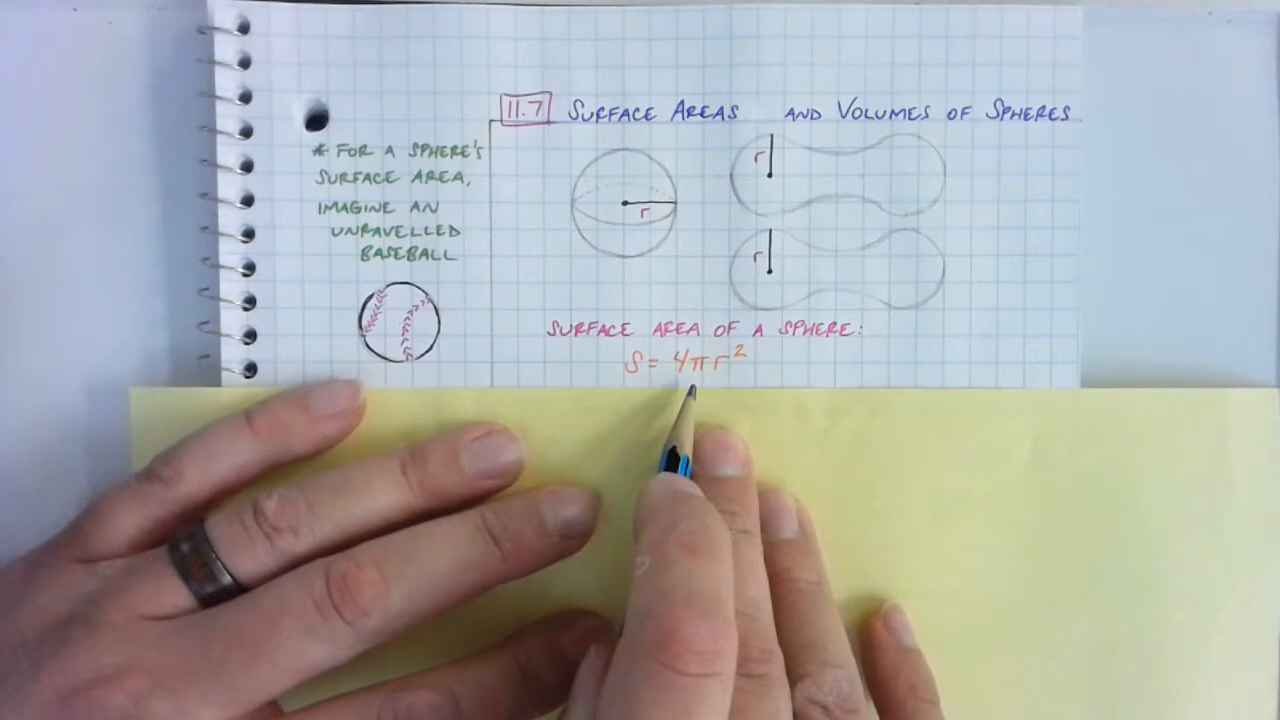 11.7 SURFACE AREAS AND VOLUMES OF SPHERES
* FOR A SPHERE'S
SURFACE AREA,
IMAGINE AN
UNRAVELLED
BASEBALL
r
r
r
SURFACE AREA OF A SPHERE:
S = 4πr²